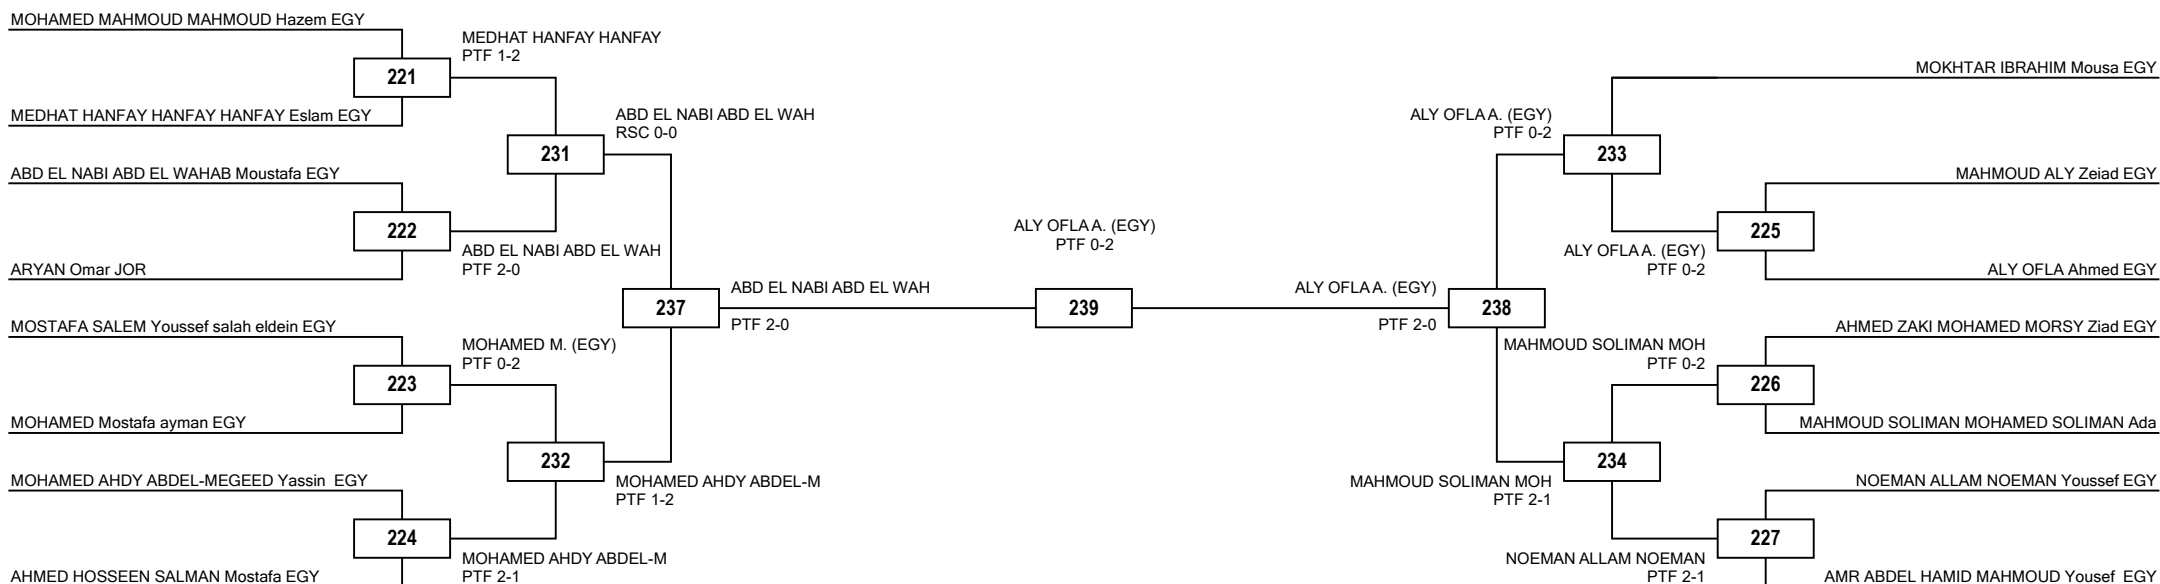 MOHAMED MAHMOUD MAHMOUD Hazem EGY
MEDHAT HANFAY HANFAY
PTF 1-2
221
MEDHAT HANFAY HANFAY HANFAY Eslam EGY
ABD EL NABI ABD EL WAH
RSC 0-0
231
ABD EL NABI ABD EL WAHAB Moustafa EGY
222
ABD EL NABI ABD EL WAH
PTF 2-0
ARYAN Omar JOR
237
ABD EL NABI ABD EL WAH
PTF 2-0
MOSTAFA SALEM Youssef salah eldein EGY
MOHAMED M. (EGY)
PTF 0-2
223
MOHAMED Mostafa ayman EGY
232
MOHAMED AHDY ABDEL-M
PTF 1-2
MOHAMED AHDY ABDEL-MEGEED Yassin  EGY
224
MOHAMED AHDY ABDEL-M
PTF 2-1
AHMED HOSSEEN SALMAN Mostafa EGY
ALY OFLA A. (EGY)
PTF 0-2
239
MOKHTAR IBRAHIM Mousa EGY
ALY OFLA A. (EGY)
PTF 0-2
233
MAHMOUD ALY Zeiad EGY
225
ALY OFLA A. (EGY)
PTF 0-2
ALY OFLA Ahmed EGY
ALY OFLA A. (EGY)
PTF 2-0
238
AHMED ZAKI MOHAMED MORSY Ziad EGY
MAHMOUD SOLIMAN MOH
PTF 0-2
226
MAHMOUD SOLIMAN MOHAMED SOLIMAN Ada
234
MAHMOUD SOLIMAN MOH
PTF 2-1
NOEMAN ALLAM NOEMAN Youssef EGY
227
NOEMAN ALLAM NOEMAN
PTF 2-1
AMR ABDEL HAMID MAHMOUD Yousef  EGY